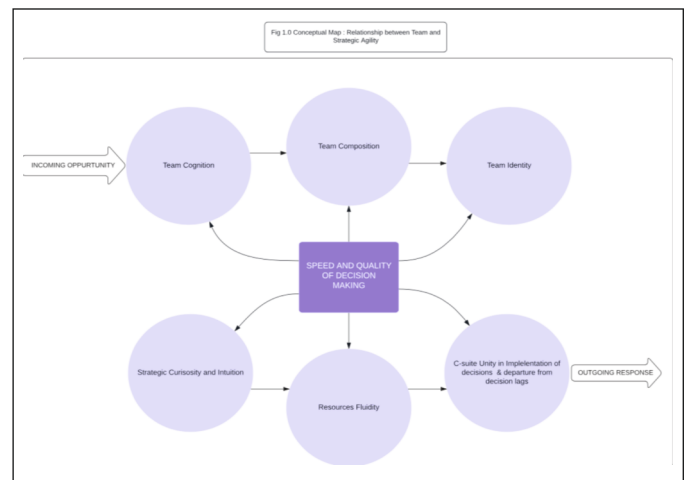 Fig 1.0 Conceptual Map : Relationship between Team and
Strategic Agility
INCOMING OPPURTUNITY
Team Cognition
Team Composition
Team Identity
SPEED AND QUALITY
OF DECISION
MAKING
Strategic Curisosity and Intuition
Resources Fluidity
C-suite Unity in Implelentation of
decisions & departure from
decision lags
OUTGOING RESPONSE